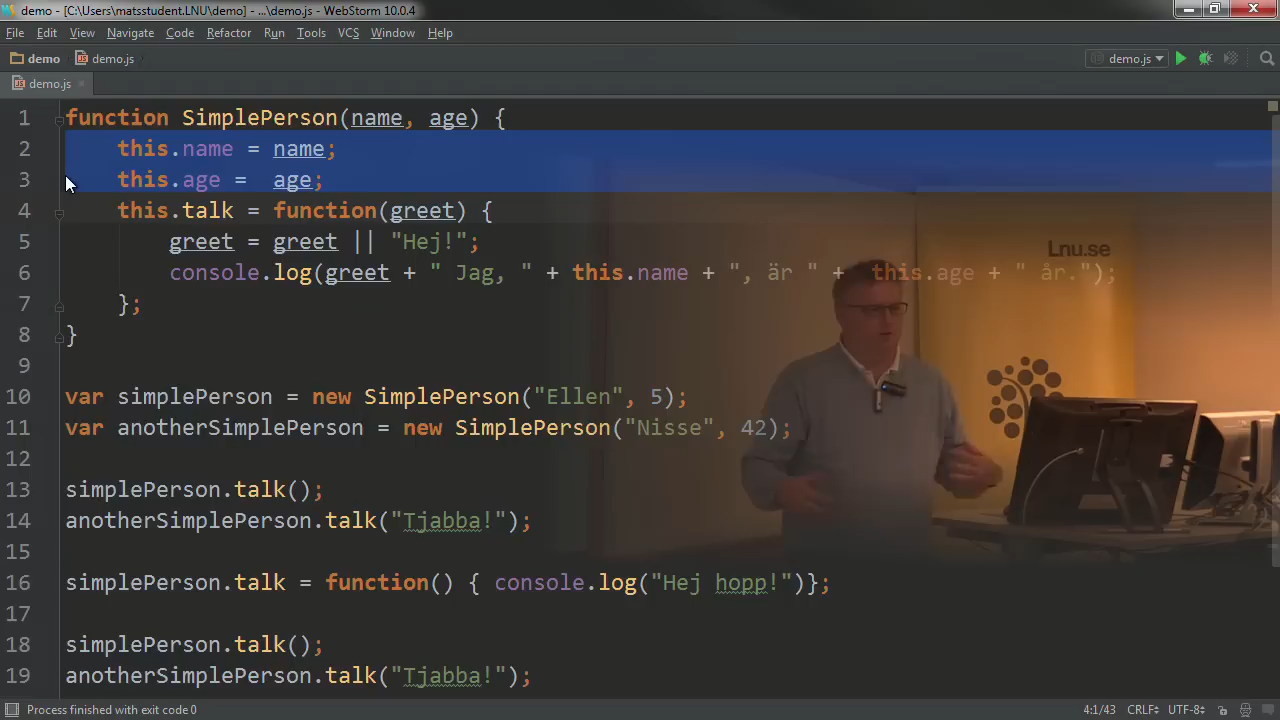 demo - [C:\Users\matsstudent.LNU\demo] - ...\demo.js - WebStorm 10.0.4
File Edit View Navigate Code Refactor Run Tools VCS Window Help
demo demo.js demo.js
demo.js
1 function SimplePerson(name, age) {
2 this.name = name;
3 this.age =  age;
4 this.talk = function(greet) {
5 greet = greet || "Hej!";
6 console.log(greet + " Jag, " + this.name + ", är " + this.age + " år.");
7 };
8 }
9
10 var simplePerson = new SimplePerson("Ellen", 5);
11 var anotherSimplePerson = new SimplePerson("Nisse", 42);
12
13 simplePerson.talk();
14 anotherSimplePerson.talk("Tjabba!");
15
16 simplePerson.talk = function() { console.log("Hej hopp!")};
17
18 simplePerson.talk();
19 anotherSimplePerson.talk("Tjabba!");
Lnu.se
Process finished with exit code 0 4:1/43 CRLF UTF-8